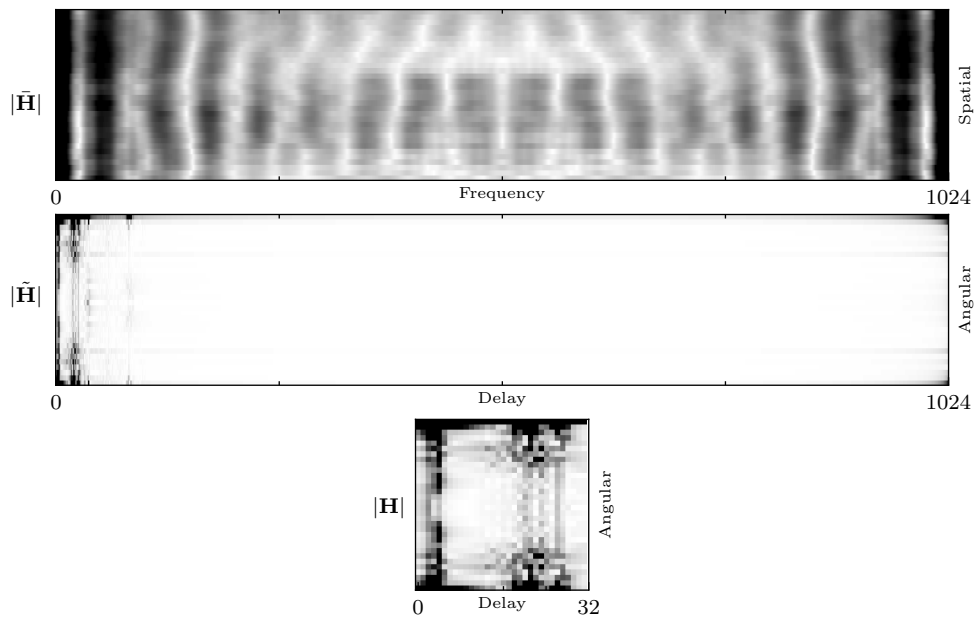 |H̄|
Spatial
0 Frequency 1024
|H̃|
Angular
0 Delay 1024
|H|
Angular
0 Delay 32